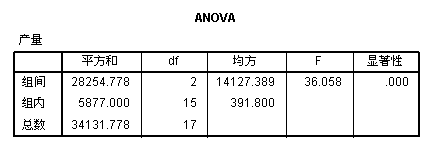 ANOVA
产量
平方和 df 均方 F 显著性
组间 28254.778 2 14127.389 36.058 .000
组内 5877.000 15 391.800
总数 34131.778 17